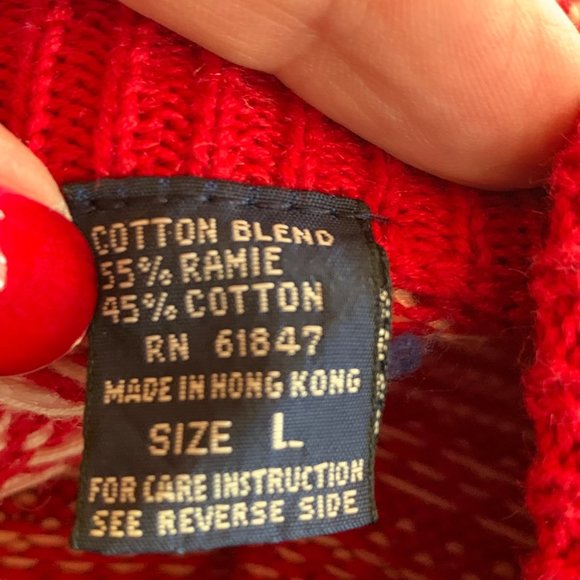 COTTON BLEND
55% RAMIE
45% COTTON
RN 61847
MADE IN HONG KONG
SIZE L
FOR CARE INSTRUCTION
SEE REVERSE SIDE